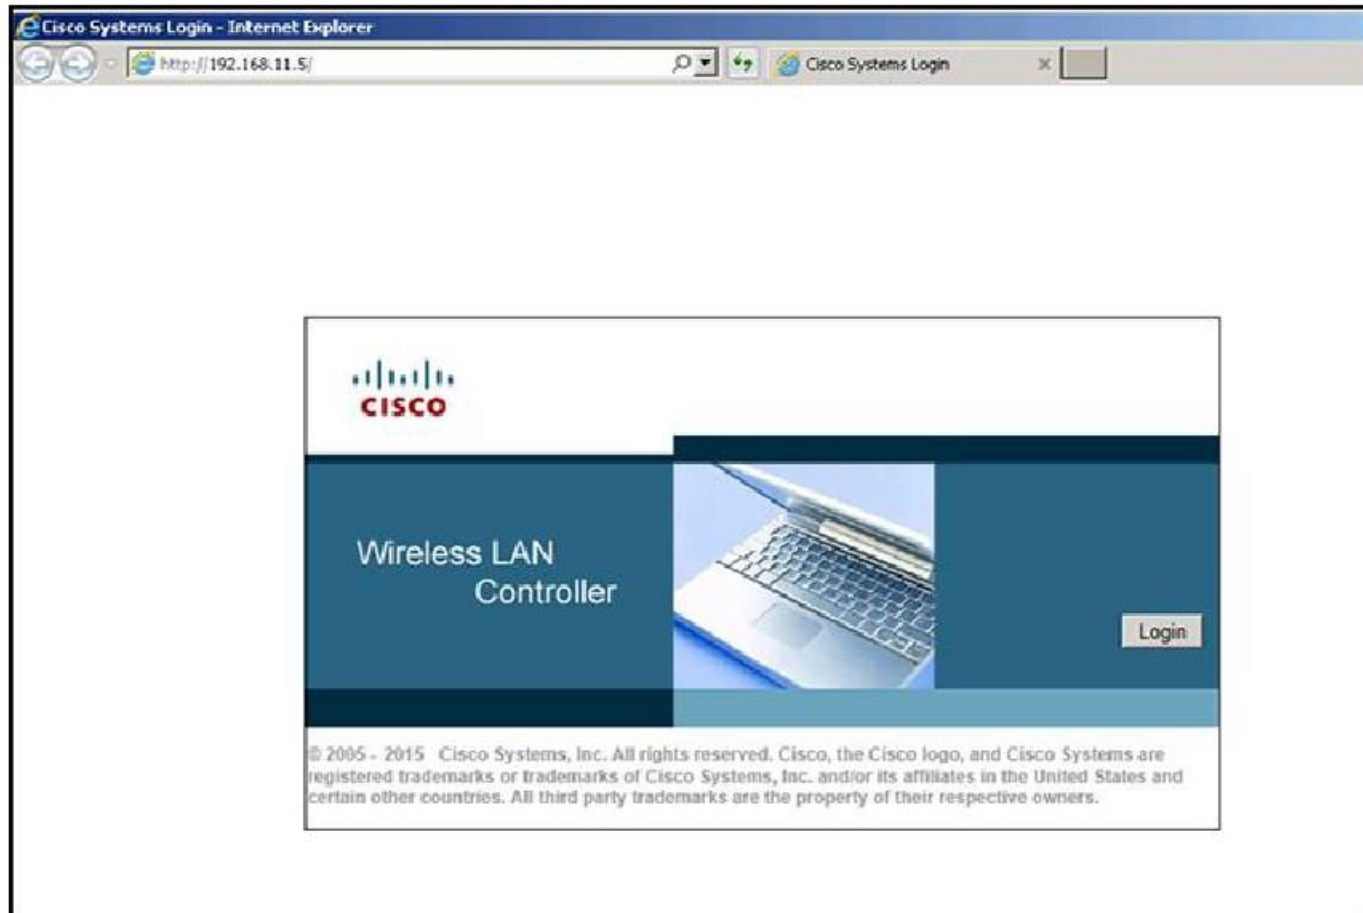 Cisco Systems Login - Internet Explorer
http://192.168.11.5/
Cisco Systems Login
CISCO
Wireless LAN
Controller
Login
© 2005 - 2015 Cisco Systems, Inc. All rights reserved. Cisco, the Cisco logo, and Cisco Systems are
registered trademarks or trademarks of Cisco Systems, Inc. and/or its affiliates in the United States and
certain other countries. All third party trademarks are the property of their respective owners.